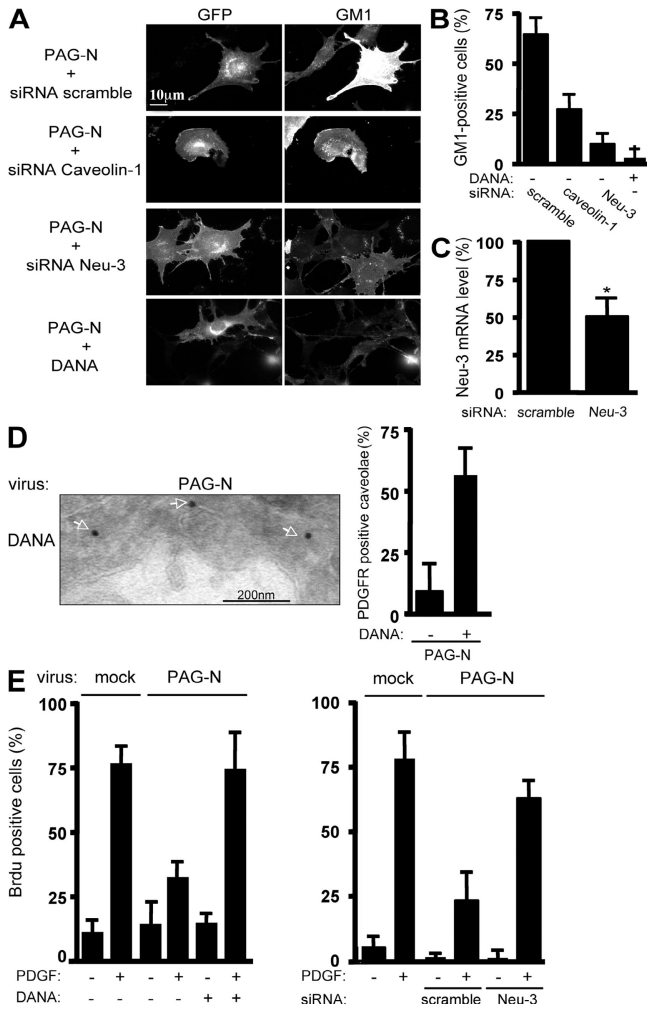 A
GFP
GM1
PAG-N
+
siRNA scramble
10μm
PAG-N
+
siRNA Caveolin-1
PAG-N
+
siRNA Neu-3
PAG-N
+
DANA
B
GM1-positive cells (%)
75
50
25
0
DANA: - - - +
siRNA: scramble caveolin-1 Neu-3 -
C
Neu-3 mRNA level (%)
100
75
50
25
0
*
siRNA: scramble Neu-3
D
virus: PAG-N
DANA
200nm
PDGFR positive caveolae (%)
75
50
25
0
DANA: - +
PAG-N
E
virus: mock PAG-N
Brdu positive cells (%)
100
75
50
25
0
PDGF: - + - + - +
DANA: - - - - + +
mock PAG-N
100
75
50
25
0
PDGF: - + - + - +
siRNA: scramble Neu-3